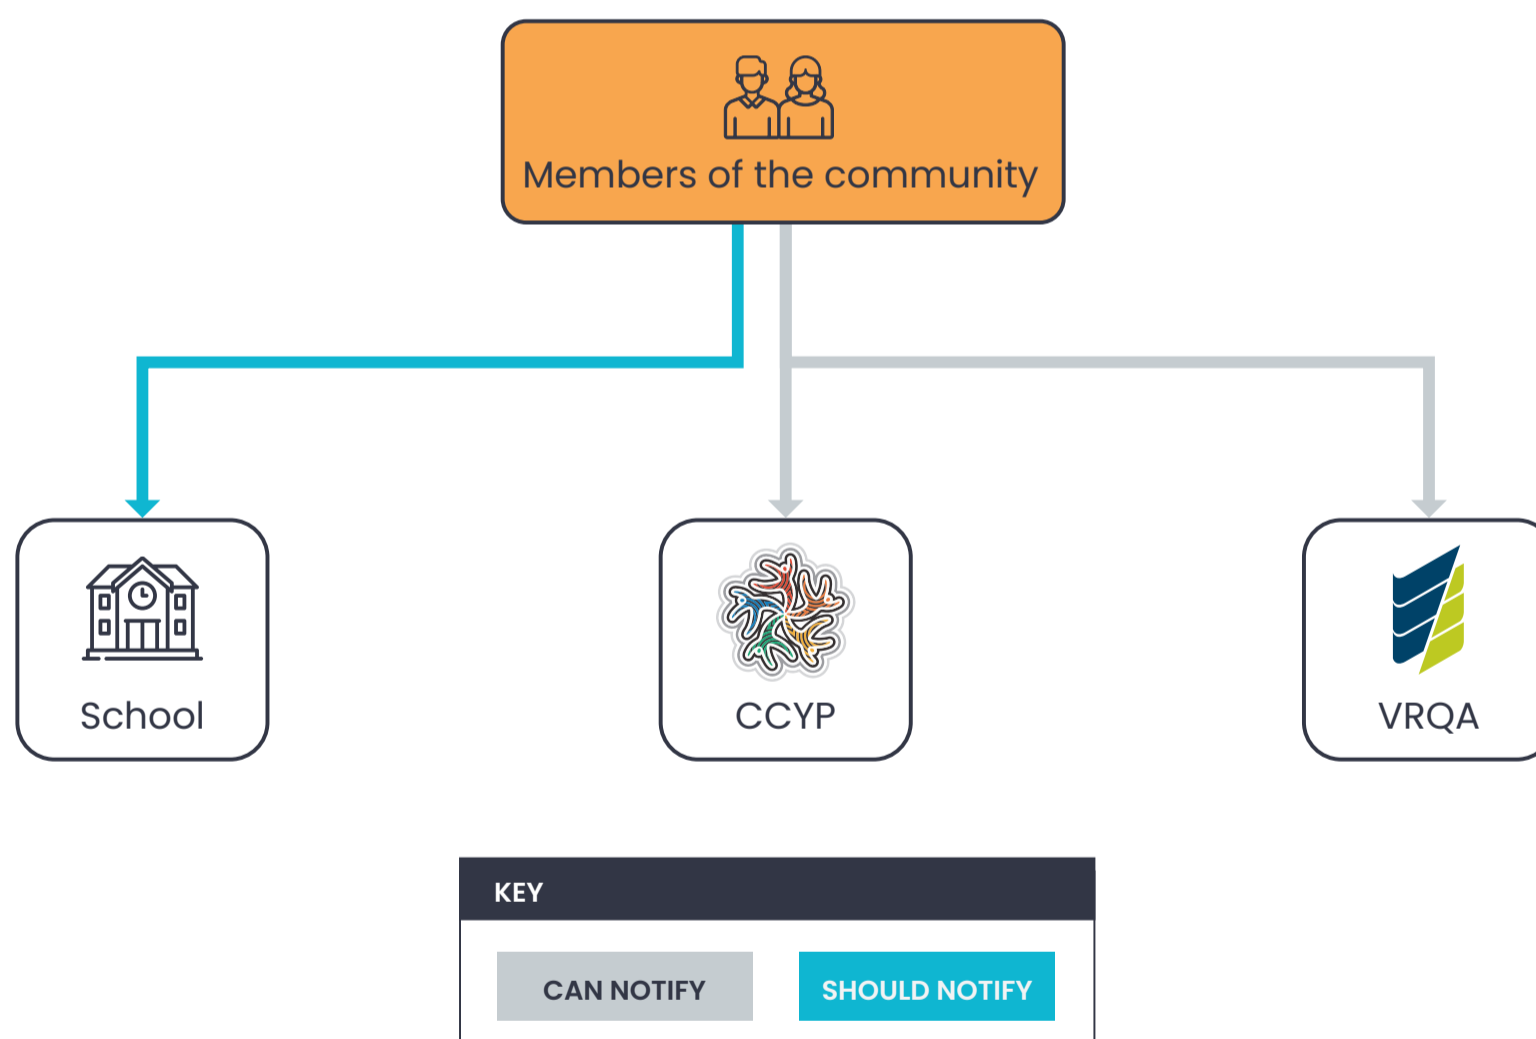 Members of the community
School
CCYP
VRQA
KEY
CAN NOTIFY
SHOULD NOTIFY